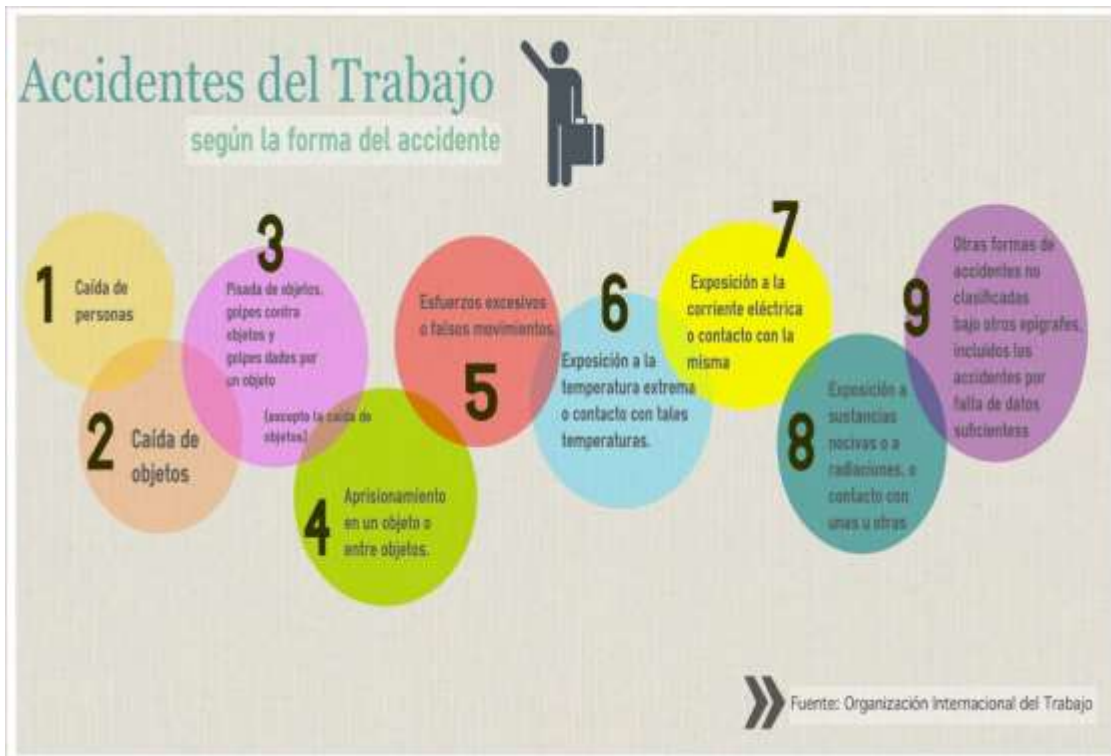 Accidentes del Trabajo
según la forma del accidente
1
Caída de
personas
2
Caída de
objetos
3
Pisada de objetos,
golpes contra
objetos y
golpes dados por
un objeto
(excepto la caída de
objetos)
4
Aprisionamiento
en un objeto o
entre objetos.
5
Esfuerzos excesivos
o falsos movimientos
6
Exposición a la
temperatura extrema
o contacto con tales
temperaturas.
7
Exposición a la
corriente eléctrica
o contacto con la
misma
8
Exposición a
sustancias
nocivas o a
radiaciones, o
contacto con
unas u otras
9
Otras formas de
accidentes no
clasificadas
bajo otros epígrafes,
incluidos los
accidentes por
falta de datos
suficientess
Fuente: Organización Internacional del Trabajo